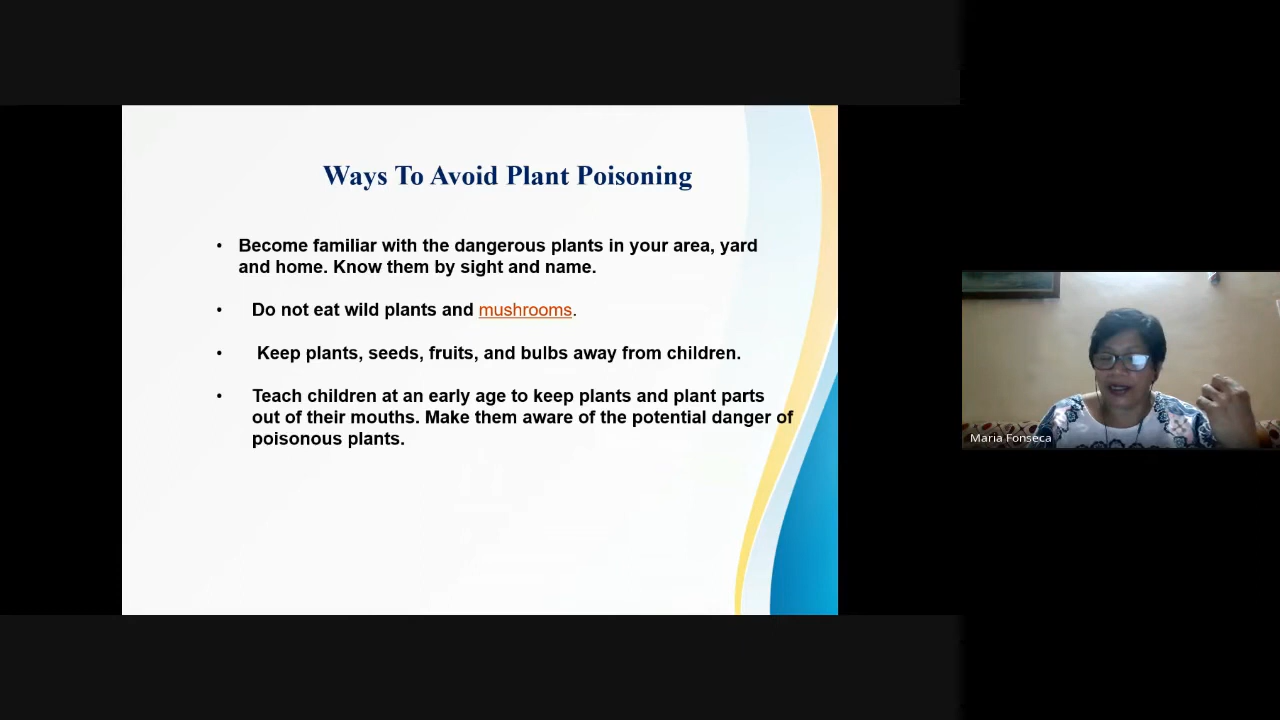 Ways To Avoid Plant Poisoning
• Become familiar with the dangerous plants in your area, yard
and home. Know them by sight and name.
• Do not eat wild plants and mushrooms.
• Keep plants, seeds, fruits, and bulbs away from children.
• Teach children at an early age to keep plants and plant parts
out of their mouths. Make them aware of the potential danger of
poisonous plants.
Maria Fonseca